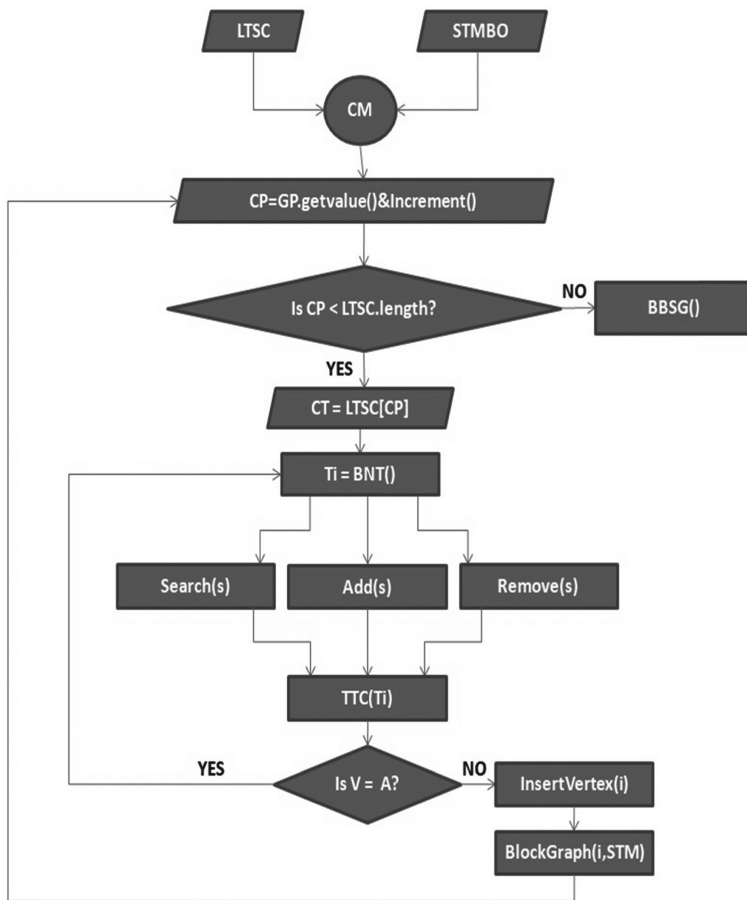 LTSC
STMBO
CM
CP=GP.getvalue()&Increment()
Is CP < LTSC.length?
NO
BBSG()
YES
CT = LTSC[CP]
Ti = BNT()
Search(s)
Add(s)
Remove(s)
TTC(Ti)
YES
Is V = A?
NO
InsertVertex(i)
BlockGraph(i,STM)